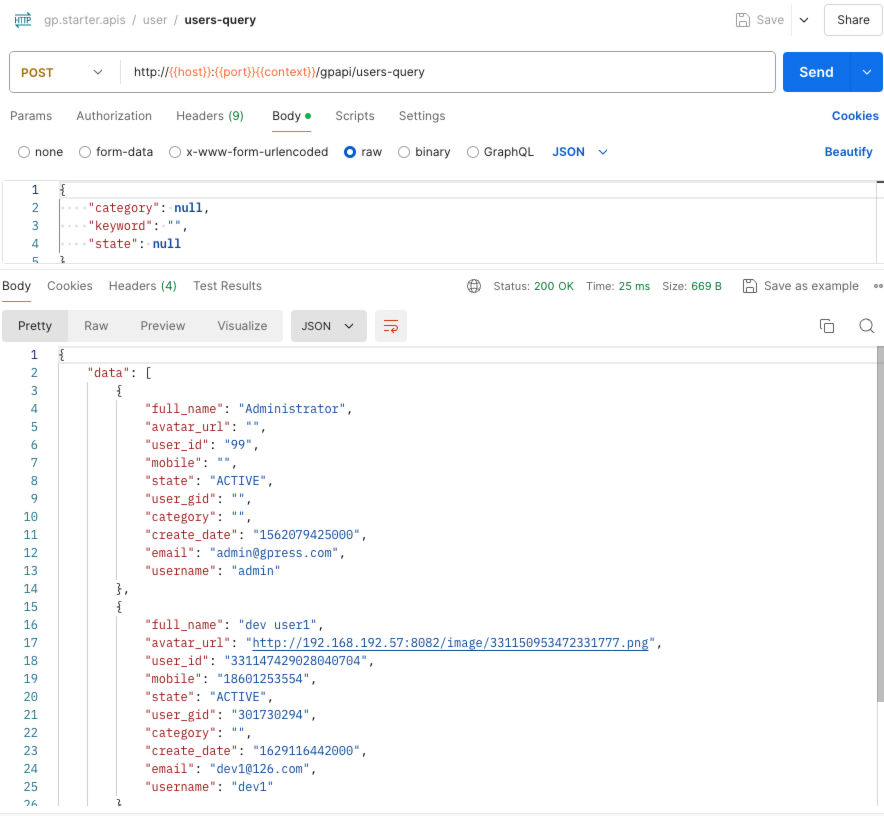 HTTP gp.starter.apis / user / users-query Save Share
POST http://{{host}}:{{port}}{{context}}/gpapi/users-query Send
Params Authorization Headers (9) Body Scripts Settings Cookies
none form-data x-www-form-urlencoded raw binary GraphQL JSON Beautify
1 {
2 "category": null,
3 "keyword": "",
4 "state": null
5 }
Body Cookies Headers (4) Test Results Status: 200 OK Time: 25 ms Size: 669 B Save as example
Pretty Raw Preview Visualize JSON
1 {
2 "data": [
3 {
4 "full_name": "Administrator",
5 "avatar_url": "",
6 "user_id": "99",
7 "mobile": "",
8 "state": "ACTIVE",
9 "user_gid": "",
10 "category": "",
11 "create_date": "1562079425000",
12 "email": "admin@gpress.com",
13 "username": "admin"
14 },
15 {
16 "full_name": "dev user1",
17 "avatar_url": "http://192.168.192.57:8082/image/331150953472331777.png",
18 "user_id": "331147429028040704",
19 "mobile": "18601253554",
20 "state": "ACTIVE",
21 "user_gid": "301730294",
22 "category": "",
23 "create_date": "1629116442000",
24 "email": "dev1@126.com",
25 "username": "dev1"
26 }